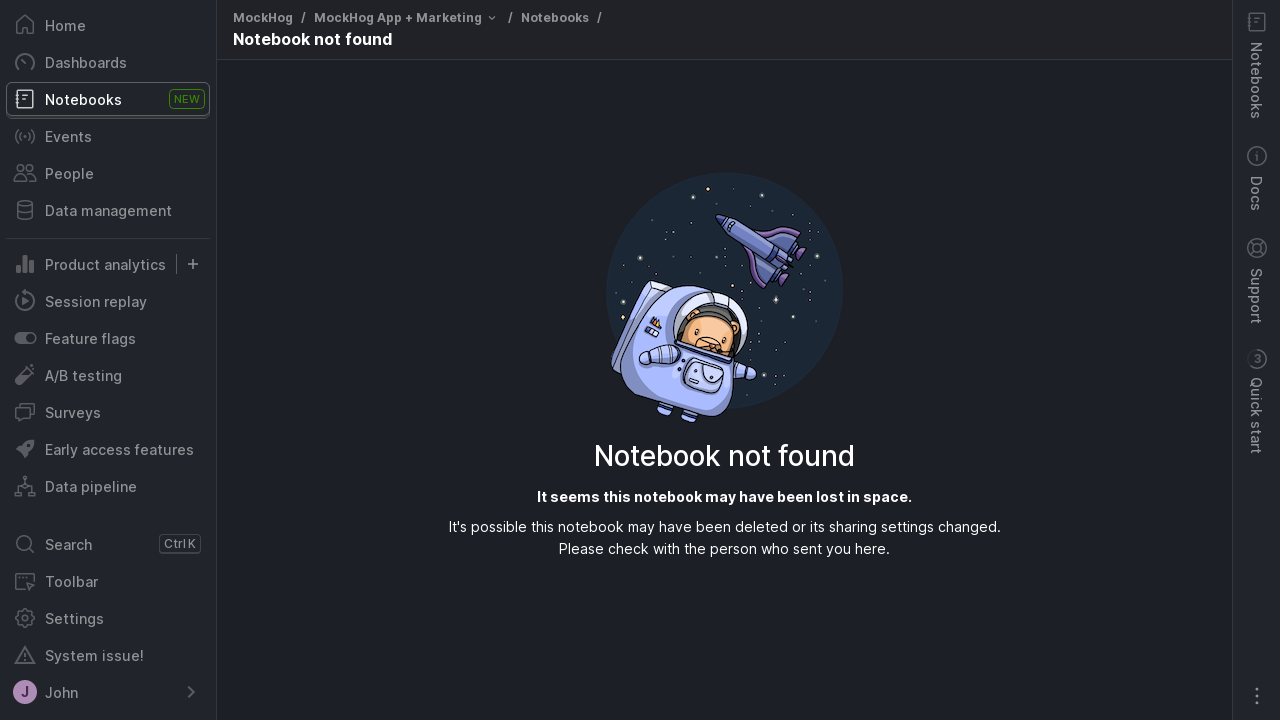 Home
Dashboards
Notebooks NEW
Events
People
Data management
Product analytics
Session replay
Feature flags
A/B testing
Surveys
Early access features
Data pipeline
Search Ctrl K
Toolbar
Settings
System issue!
J John
MockHog / MockHog App + Marketing / Notebooks /
Notebook not found
Notebook not found
It seems this notebook may have been lost in space.
It's possible this notebook may have been deleted or its sharing settings changed.
Please check with the person who sent you here.
Notebooks
Docs
Support
3
Quick start